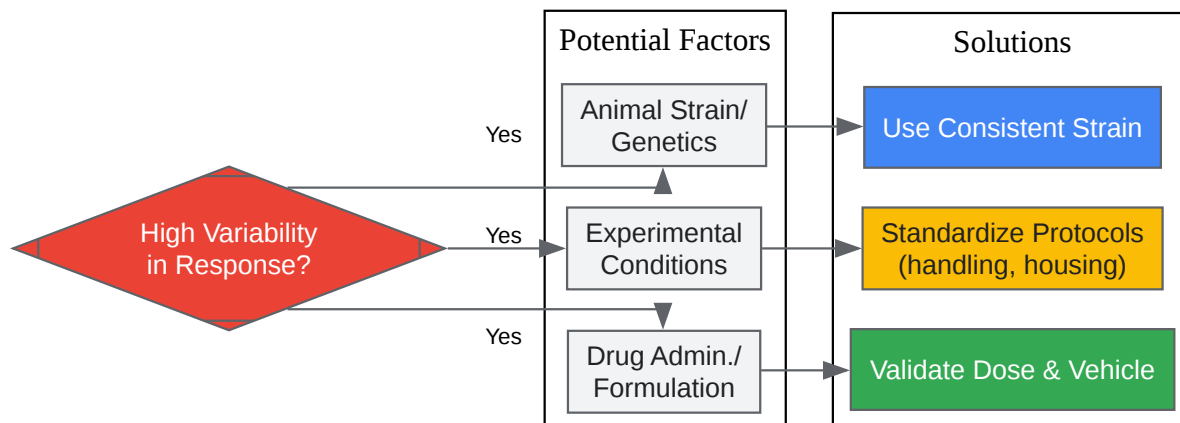 Potential Factors
Solutions
Animal Strain/
Genetics
Use Consistent Strain
Yes
High Variability
in Response?
Yes
Experimental
Conditions
Standardize Protocols
(handling, housing)
Yes
Drug Admin./
Formulation
Validate Dose & Vehicle